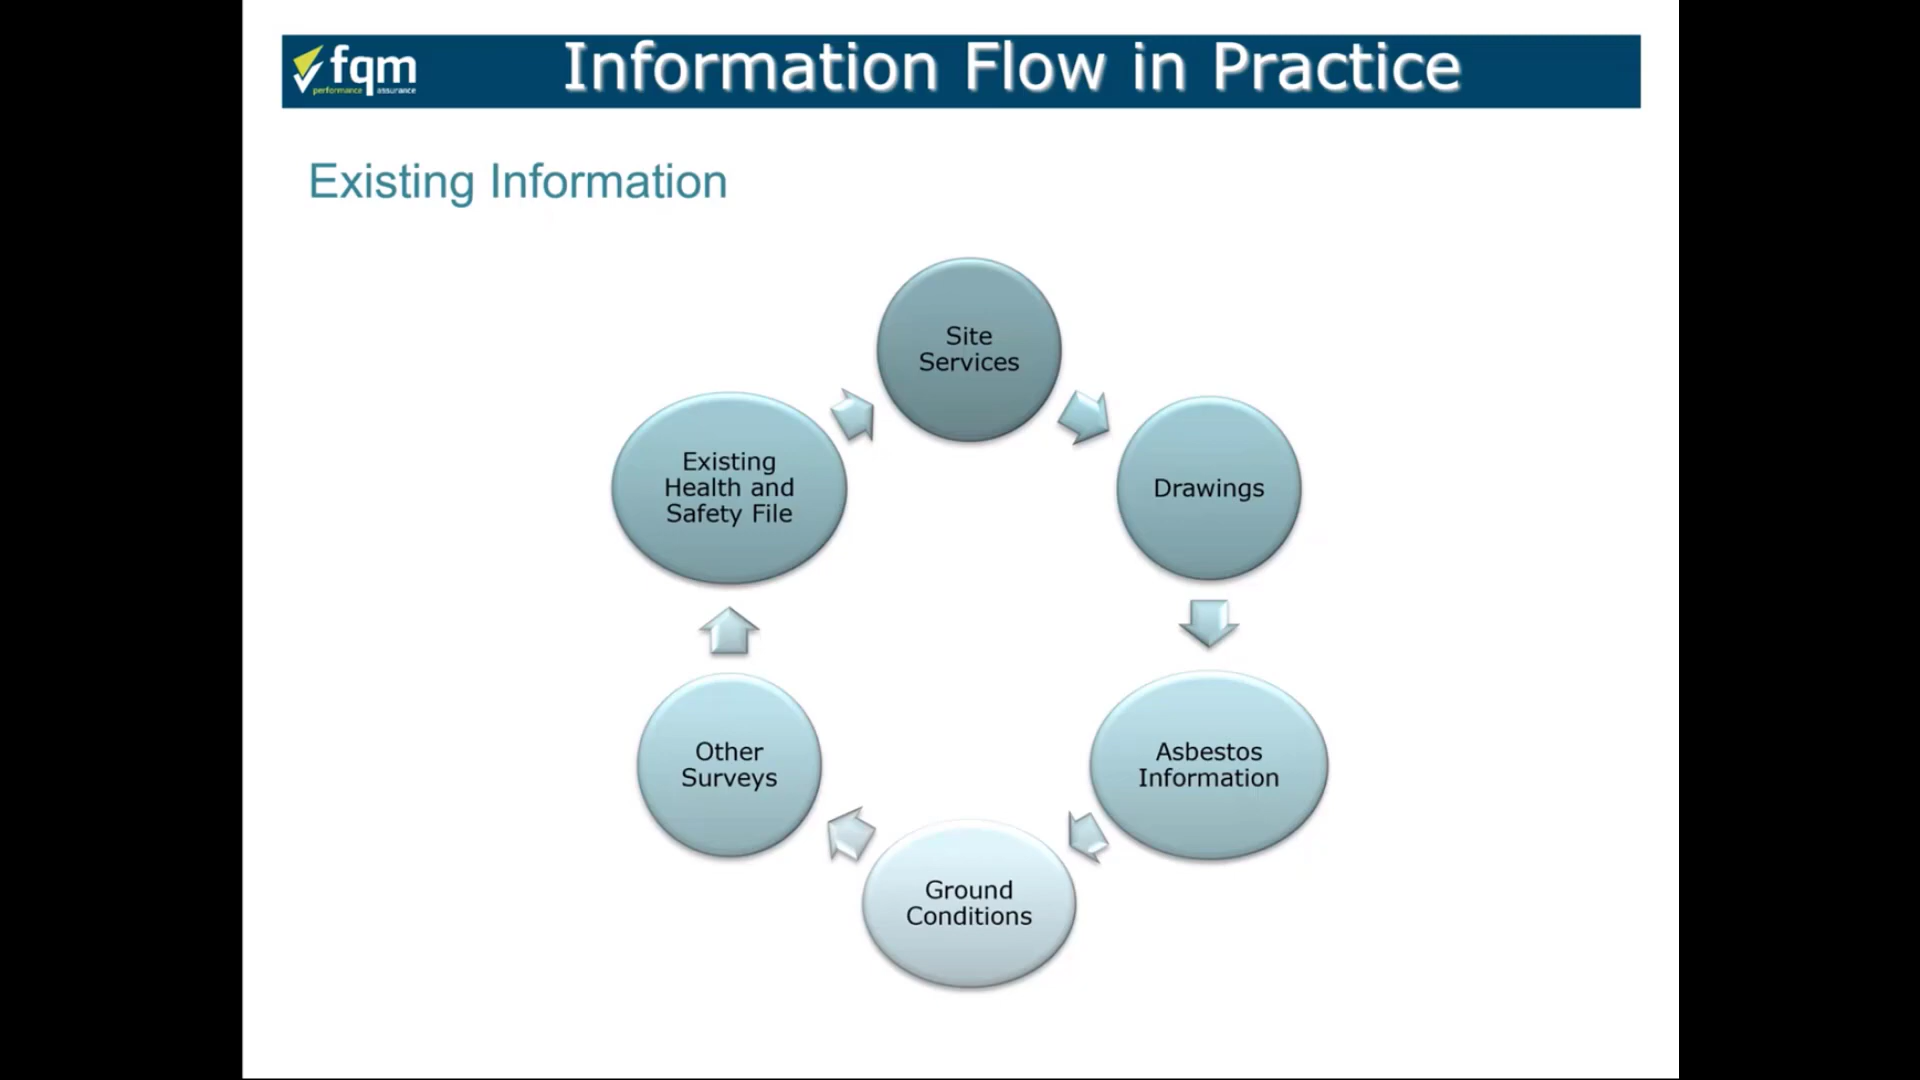 fqm
performance assurance
Information Flow in Practice
Existing Information
Site
Services
Drawings
Asbestos
Information
Ground
Conditions
Other
Surveys
Existing
Health and
Safety File